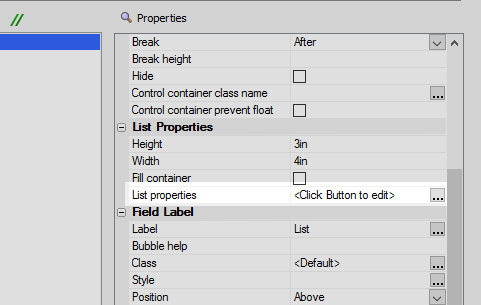 // Properties
Break After
Break height
Hide
Control container class name ...
Control container prevent float
List Properties
Height 3in
Width 4in
Fill container
List properties <Click Button to edit> ...
Field Label
Label List ...
Bubble help
Class <Default> ...
Style ...
Position Above